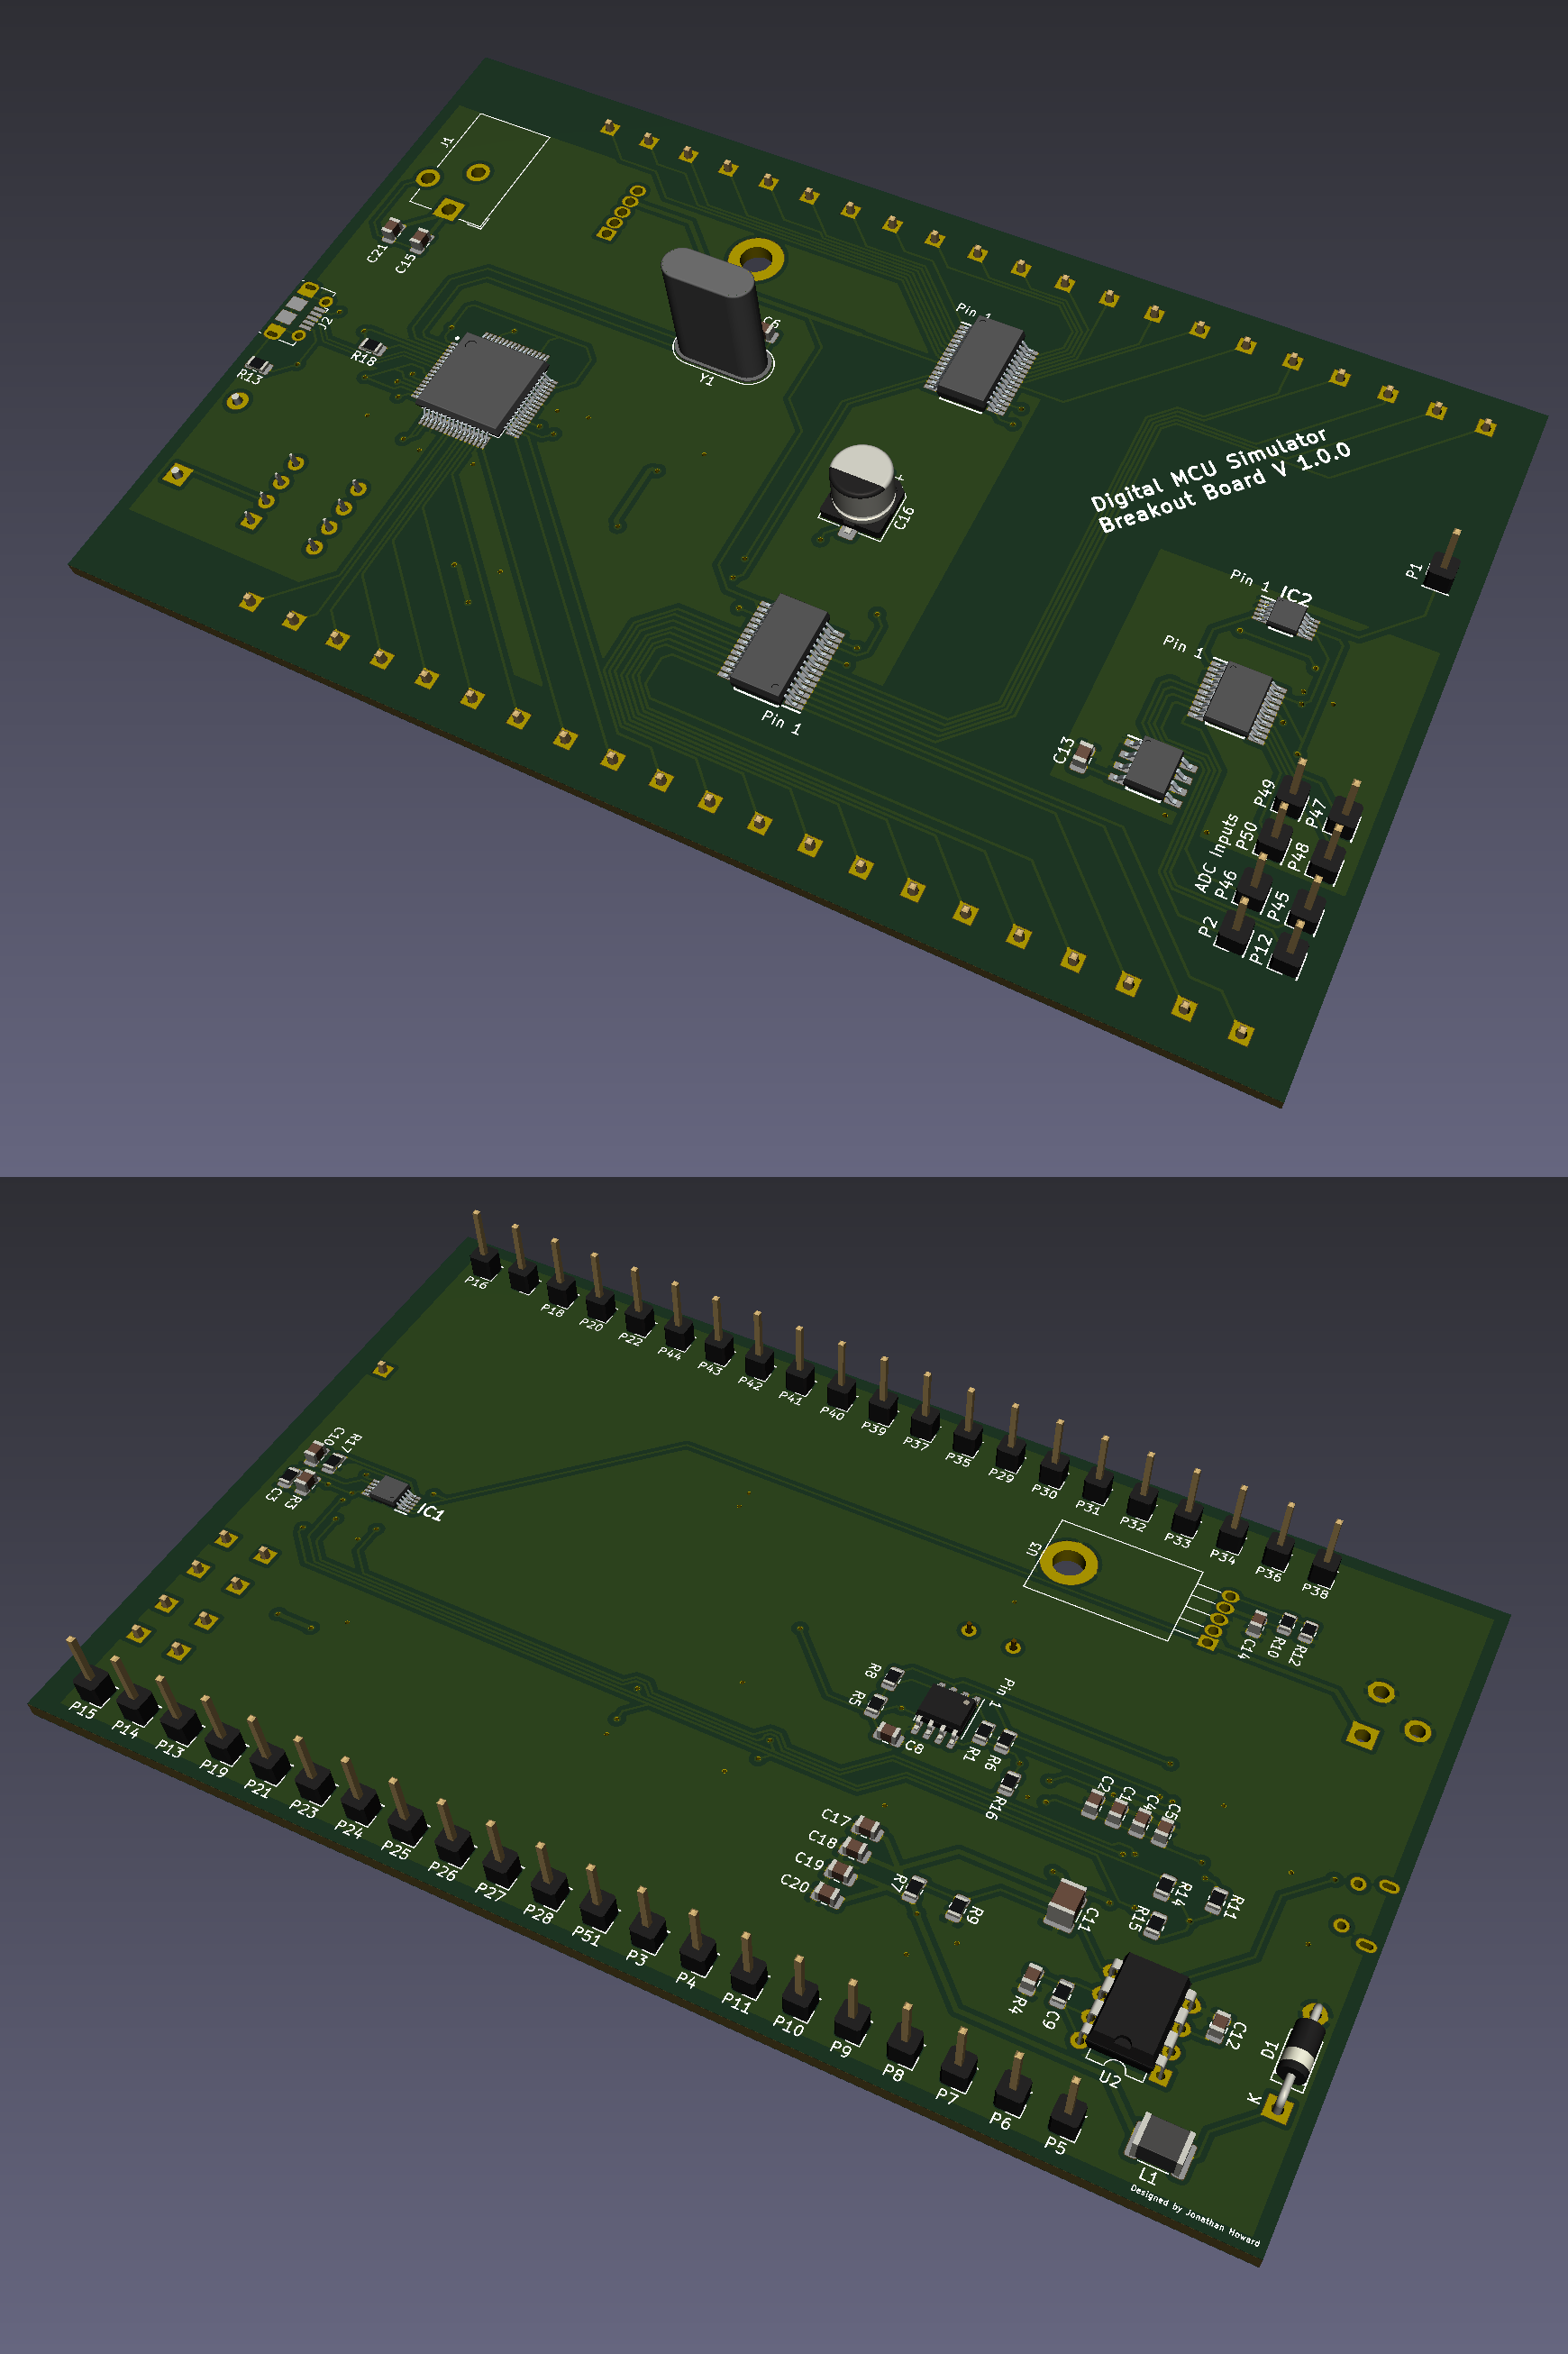 J1
C21
C15
J2
R18
R13
C6
Y1
Pin 1
Digital MCU Simulator
Breakout Board V 1.0.0
C16
P1
Pin 1
IC2
Pin 1
Pin 1
C13
P49
P47
ADC Inputs
P50
P48
P46
P45
P2
P12
P16
P18
P20
P22
P44
P43
P42
P41
P40
P39
P37
P35
P29
P30
P31
P32
P33
P34
P36
P38
C10
R17
C3
R3
IC1
U3
C14
R10
R12
R8
R5
Pin 1
C8
R1
R6
R16
C2
C1
C4
C5
C17
C18
C19
C20
R7
R9
C11
R14
R15
R11
R4
C9
C12
U2
D1
K
L1
P15
P14
P13
P19
P21
P23
P24
P25
P26
P27
P28
P51
P3
P4
P11
P10
P9
P8
P7
P6
P5
Designed by Jonathan Howard